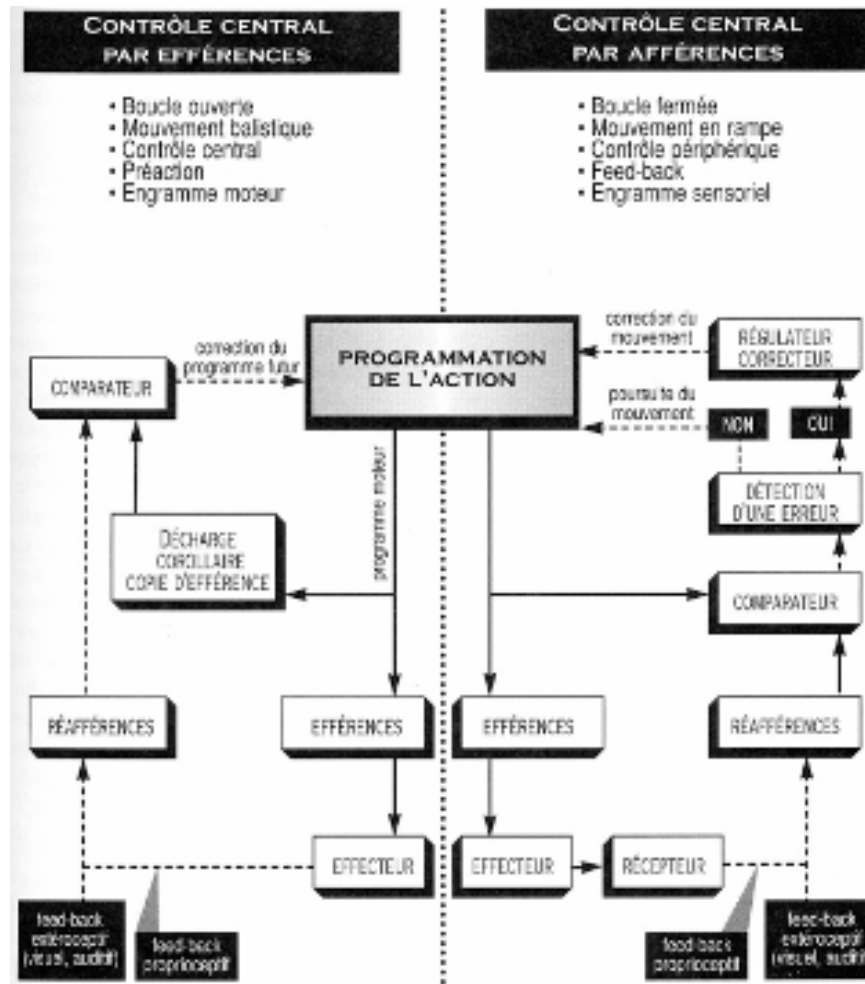 CONTRÔLE CENTRAL
PAR EFFÉRENCES
• Boucle ouverte
• Mouvement balistique
• Contrôle central
• Préaction
• Engramme moteur
CONTRÔLE CENTRAL
PAR AFFÉRENCES
• Boucle fermée
• Mouvement en rampe
• Contrôle périphérique
• Feed-back
• Engramme sensoriel
PROGRAMMATION
DE L'ACTION
correction du
programme futur
COMPARATEUR
DÉCHARGE
COROLLAIRE
COPIE D'EFFÉRENCE
programme moteur
RÉAFFÉRENCES
EFFÉRENCES
EFFECTEUR
feed-back
extéroceptif
(visuel, auditif)
feed-back
proprioceptif
correction du
mouvement
RÉGULATEUR
CORRECTEUR
poursuite du
mouvement
NON
OUI
DÉTECTION
D'UNE ERREUR
COMPARATEUR
EFFÉRENCES
RÉAFFÉRENCES
EFFECTEUR
RÉCEPTEUR
feed-back
proprioceptif
feed-back
extéroceptif
(visuel, auditif)